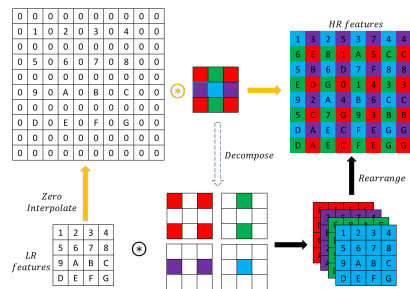 HR features
0 0 0 0 0 0 0 0 0
0 1 0 2 0 3 0 4 0
0 0 0 0 0 0 0 0 0
0 5 0 6 0 7 0 8 0
0 0 0 0 0 0 0 0 0
0 9 0 A 0 B 0 C 0
0 0 0 0 0 0 0 0 0
0 D 0 E 0 F 0 G 0
0 0 0 0 0 0 0 0 0
1 3 2 5 3 7 4 4
6 E 8 1 A 5 C C
5 B 6 D 7 F 8 8
E D G 0 1 4 3 3
9 2 A 4 B 6 C C
5 C 7 G 9 3 B B
D A E C F E G G
D A E C F E G G
Decompose
Zero
Interpolate
Rearrange
LR
features
1 2 3 4
5 6 7 8
9 A B C
D E F G
1 2 3 4
5 6 7 8
9 A B C
D E F G